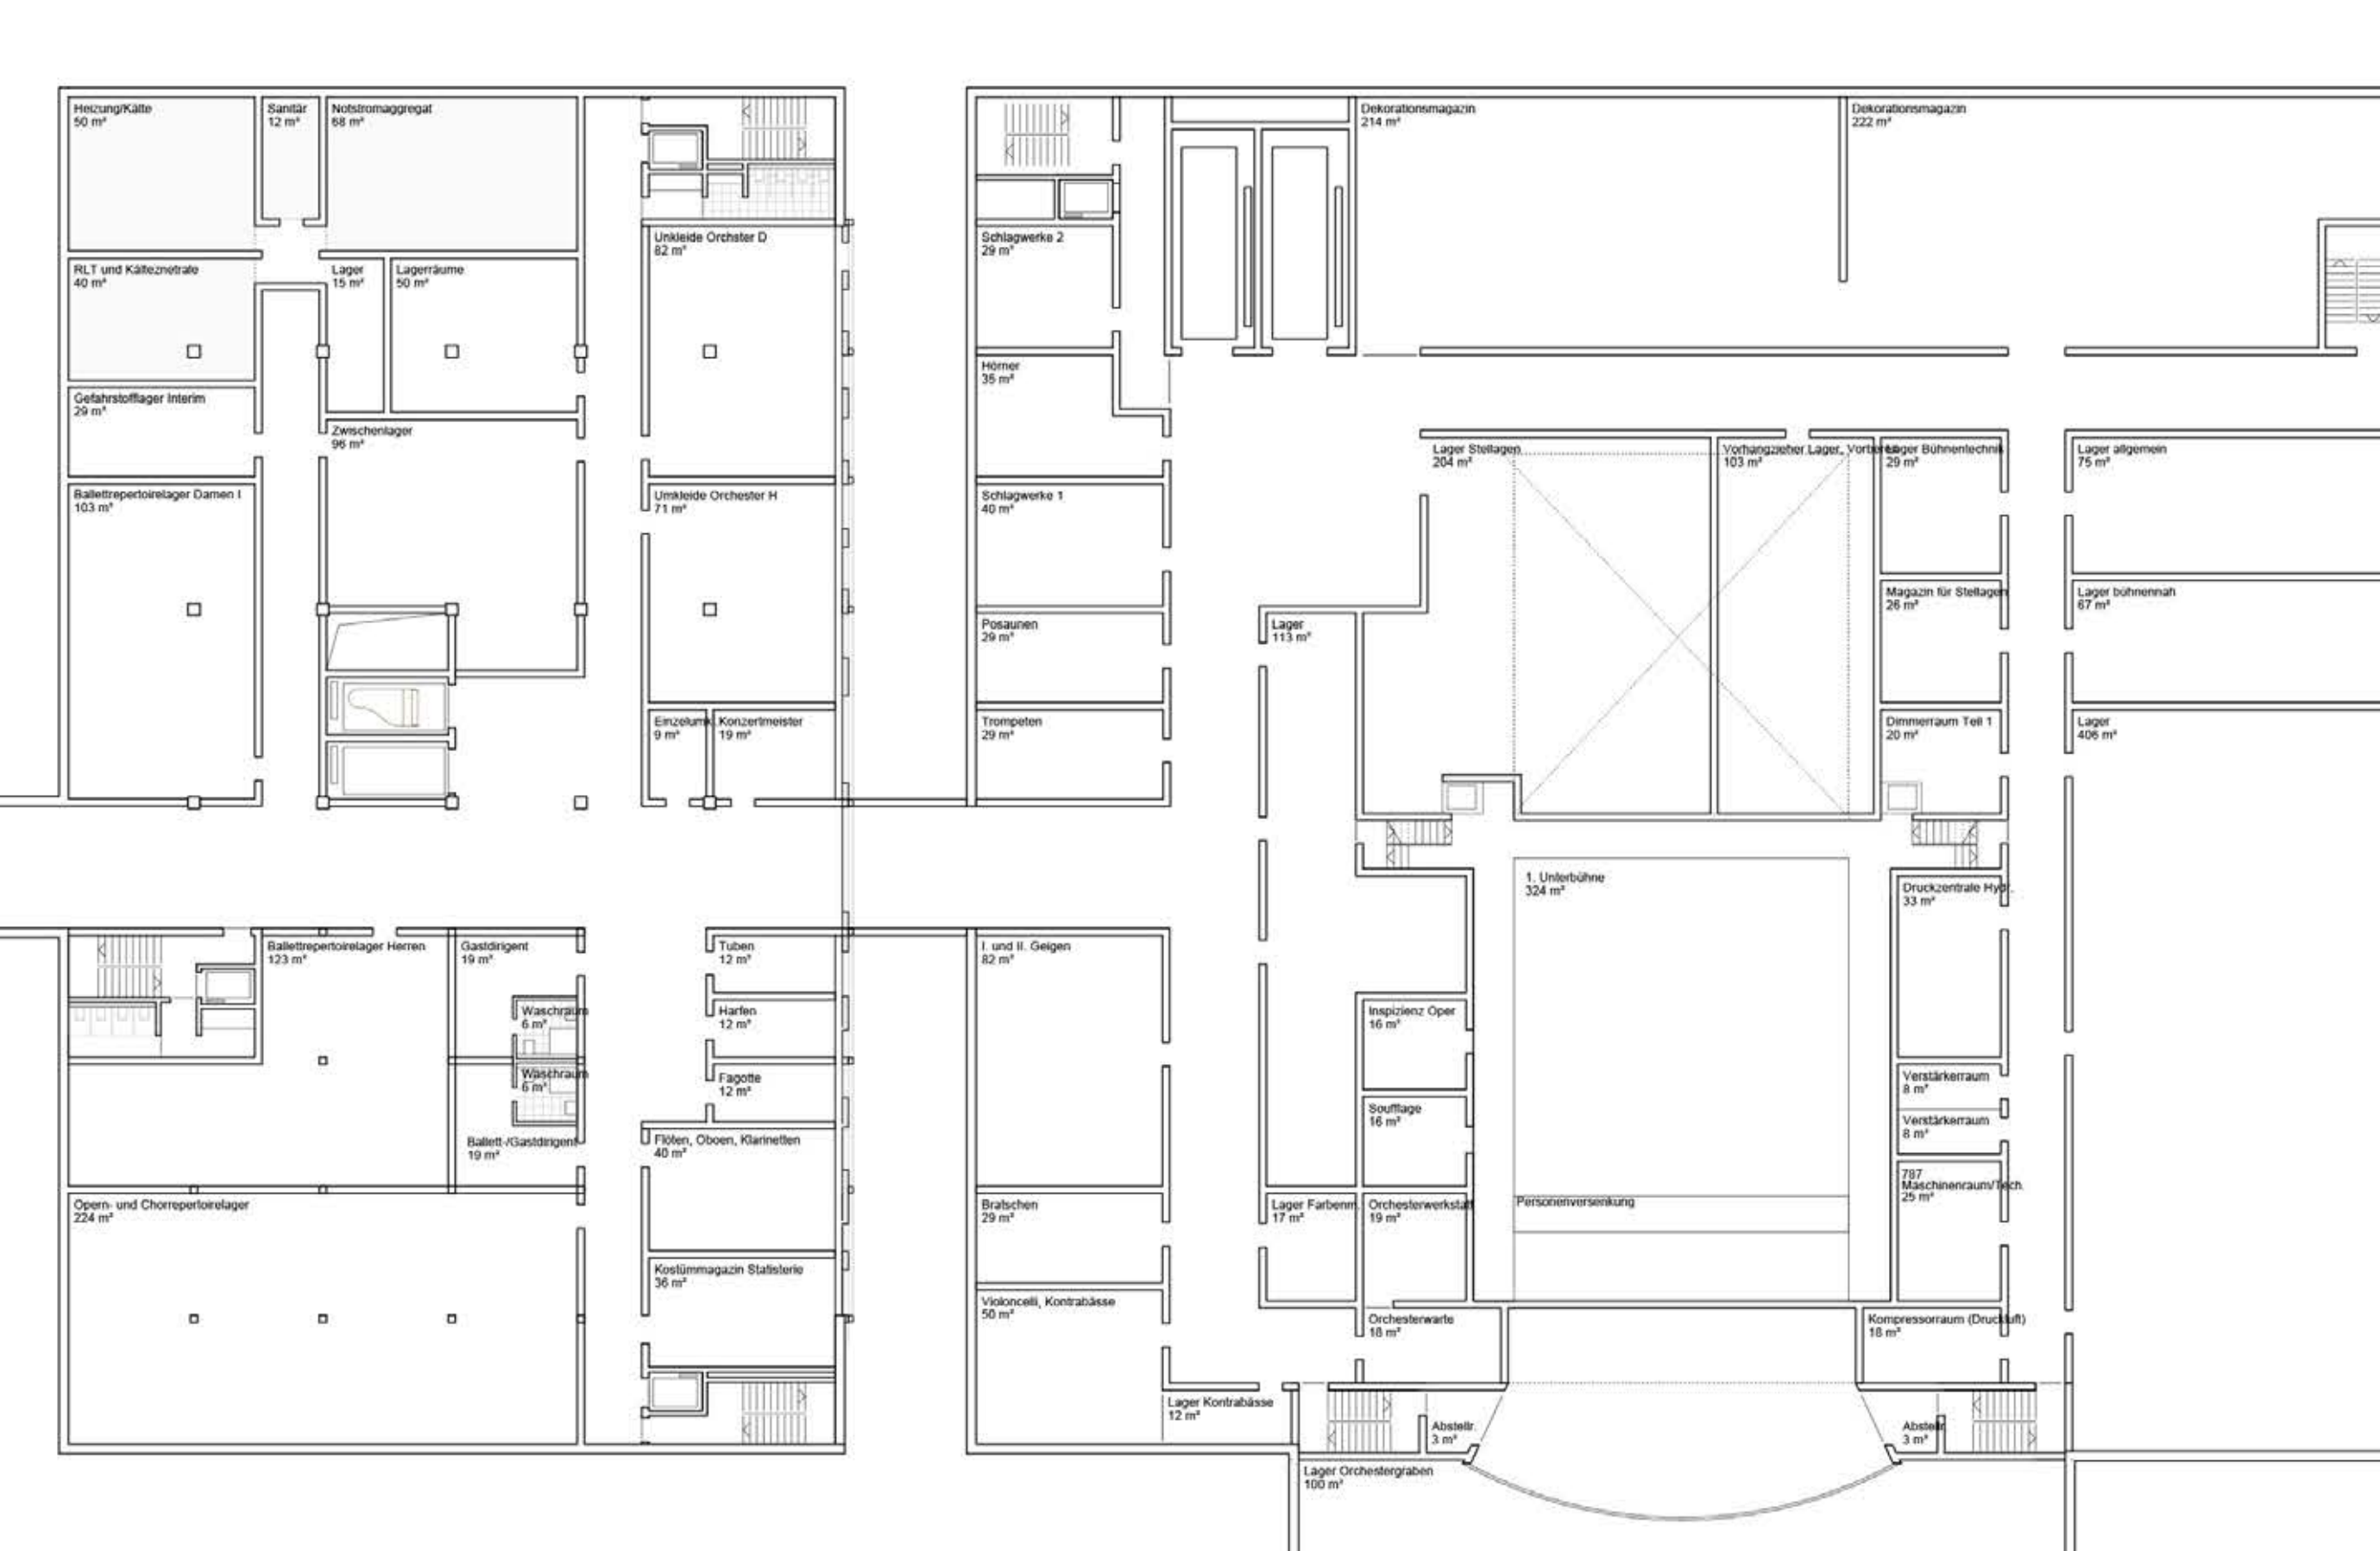 Heizung/Kälte
50 m²
Sanitär
12 m²
Notstromaggregat
68 m²
RLT und Kälteznetrale
40 m²
Lager
15 m²
Lagerräume
50 m²
Gefahrstofflager Interim
29 m²
Zwischenlager
96 m²
Ballettrepertoirelager Damen I
103 m²
Unkleide Orchster D
82 m²
Umkleide Orchester H
71 m²
Einzelumk.
9 m²
Konzertmeister
19 m²
Ballettrepertoirelager Herren
123 m²
Gastdirigent
19 m²
Waschraum
6 m²
Waschraum
6 m²
Ballett-/Gastdirigent
19 m²
Opern- und Chorrepertoirelager
224 m²
Tuben
12 m²
Harfen
12 m²
Fagotte
12 m²
Flöten, Oboen, Klarinetten
40 m²
Kostümmagazin Statisterie
36 m²
Schlagwerke 2
29 m²
Hörner
35 m²
Schlagwerke 1
40 m²
Posaunen
29 m²
Trompeten
29 m²
I. und II. Geigen
82 m²
Bratschen
29 m²
Violoncelli, Kontrabässe
50 m²
Lager Kontrabässe
12 m²
Dekorationsmagazin
214 m²
Dekorationsmagazin
222 m²
Lager Stellagen
204 m²
Vorhangzieher Lager, 
103 m²
Lager Bühnentechnik
29 m²
Lager allgemein
75 m²
Magazin für Stellagen
26 m²
Lager bühnennah
67 m²
Lager
113 m²
Dimmerraum Teil 1
20 m²
Lager
406 m²
1. Unterbühne
324 m²
Druckzentrale Hydr.
33 m²
Inspizienz Oper
16 m²
Soufflage
16 m²
Verstärkerraum
8 m²
Verstärkerraum
8 m²
787
Maschinenraum/Tech.
25 m²
Lager Farbenm.
17 m²
Orchesterwerkstatt
19 m²
Personenversenkung
Orchesterwarte
18 m²
Kompressorraum (Druckluft)
18 m²
Abstellr.
3 m²
Abstellr.
3 m²
Lager Orchestergraben
100 m²